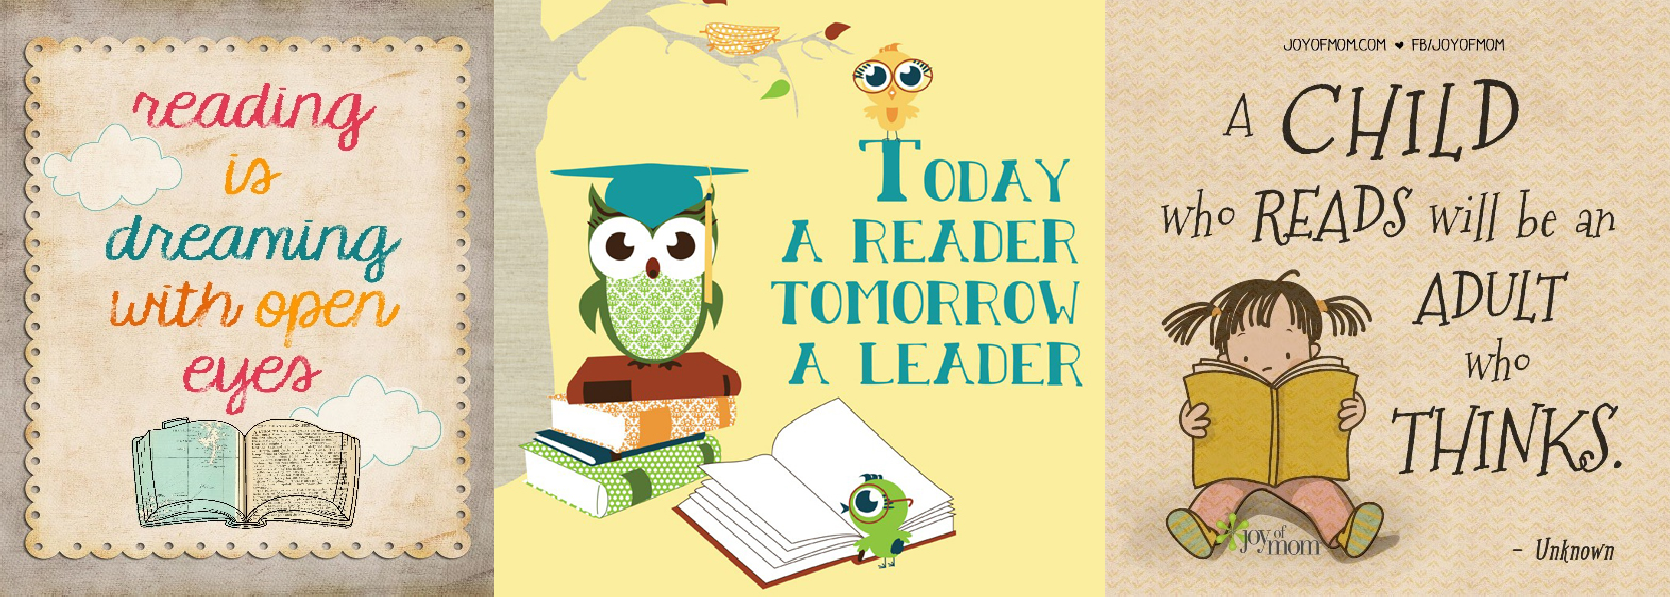 reading
is
dreaming
with open
eyes
TODAY
A READER
TOMORROW
A LEADER
JOYOFMOM.COM ♥ FB/JOYOFMOM
A CHILD
who READS will be an
ADULT
who
THINKS.
joy of
mom
- Unknown